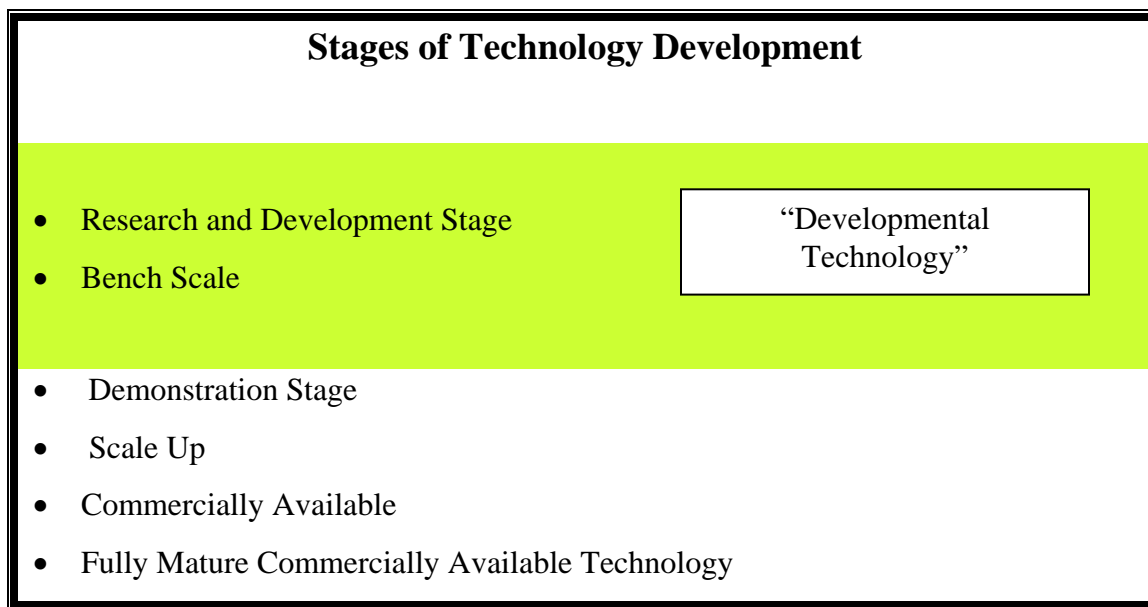 Stages of Technology Development
• Research and Development Stage
• Bench Scale
“Developmental
Technology”
• Demonstration Stage
• Scale Up
• Commercially Available
• Fully Mature Commercially Available Technology